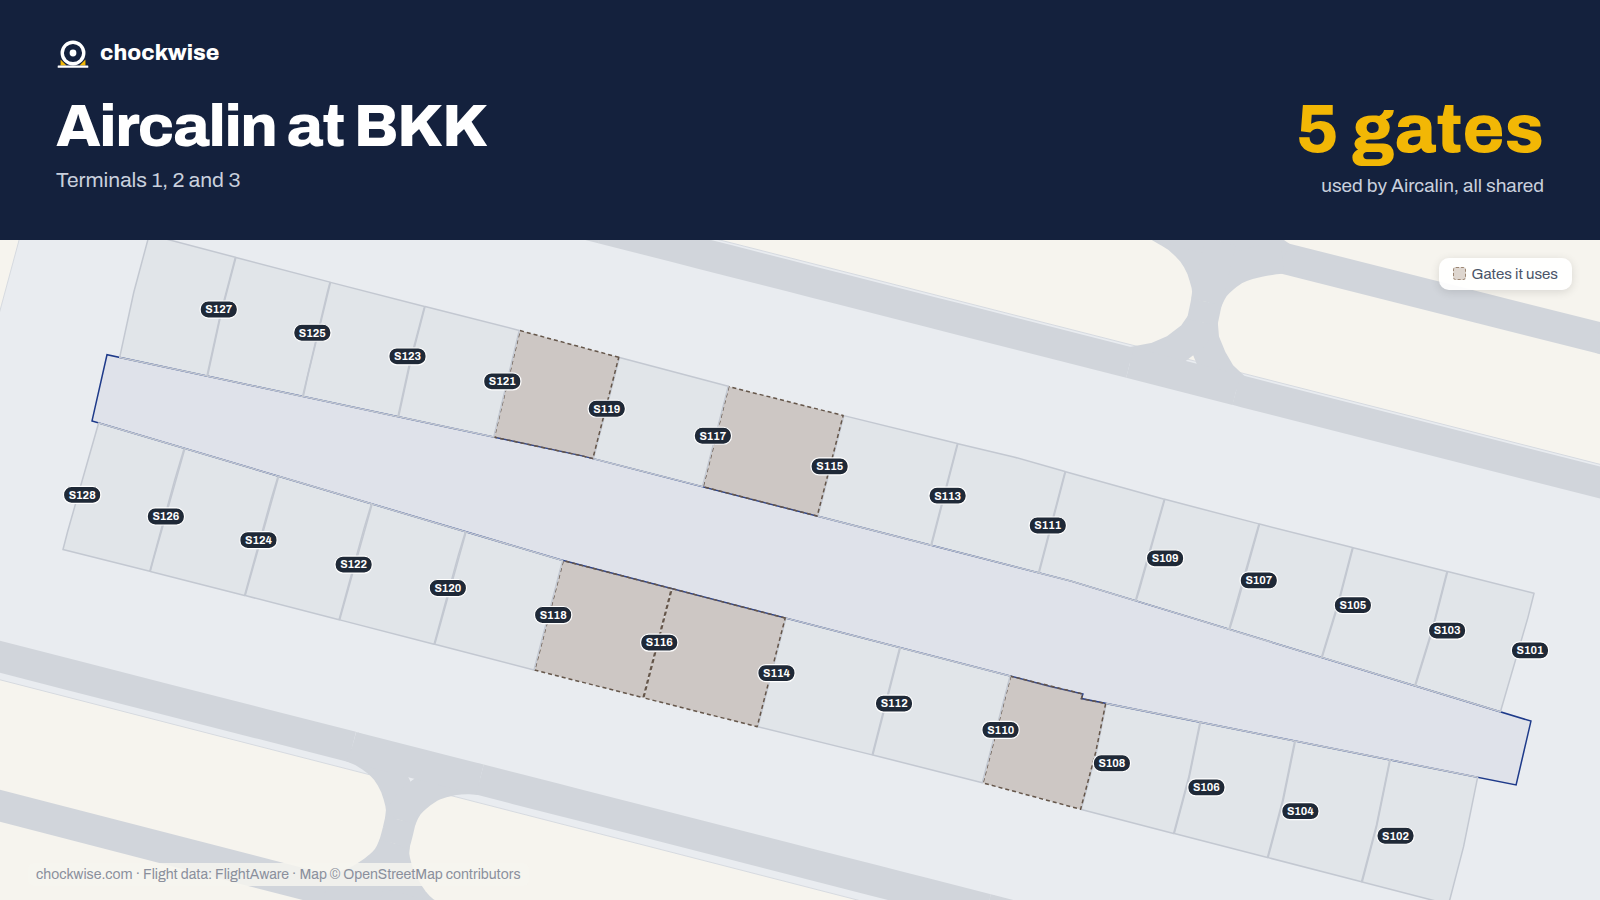 chockwise
Aircalin at BKK
Terminals 1, 2 and 3
5 gates
used by Aircalin, all shared
Gates it uses
S127
S125
S123
S121
S119
S117
S115
S113
S111
S109
S107
S105
S103
S101
S128
S126
S124
S122
S120
S118
S116
S114
S112
S110
S108
S106
S104
S102
chockwise.com · Flight data: FlightAware · Map © OpenStreetMap contributors